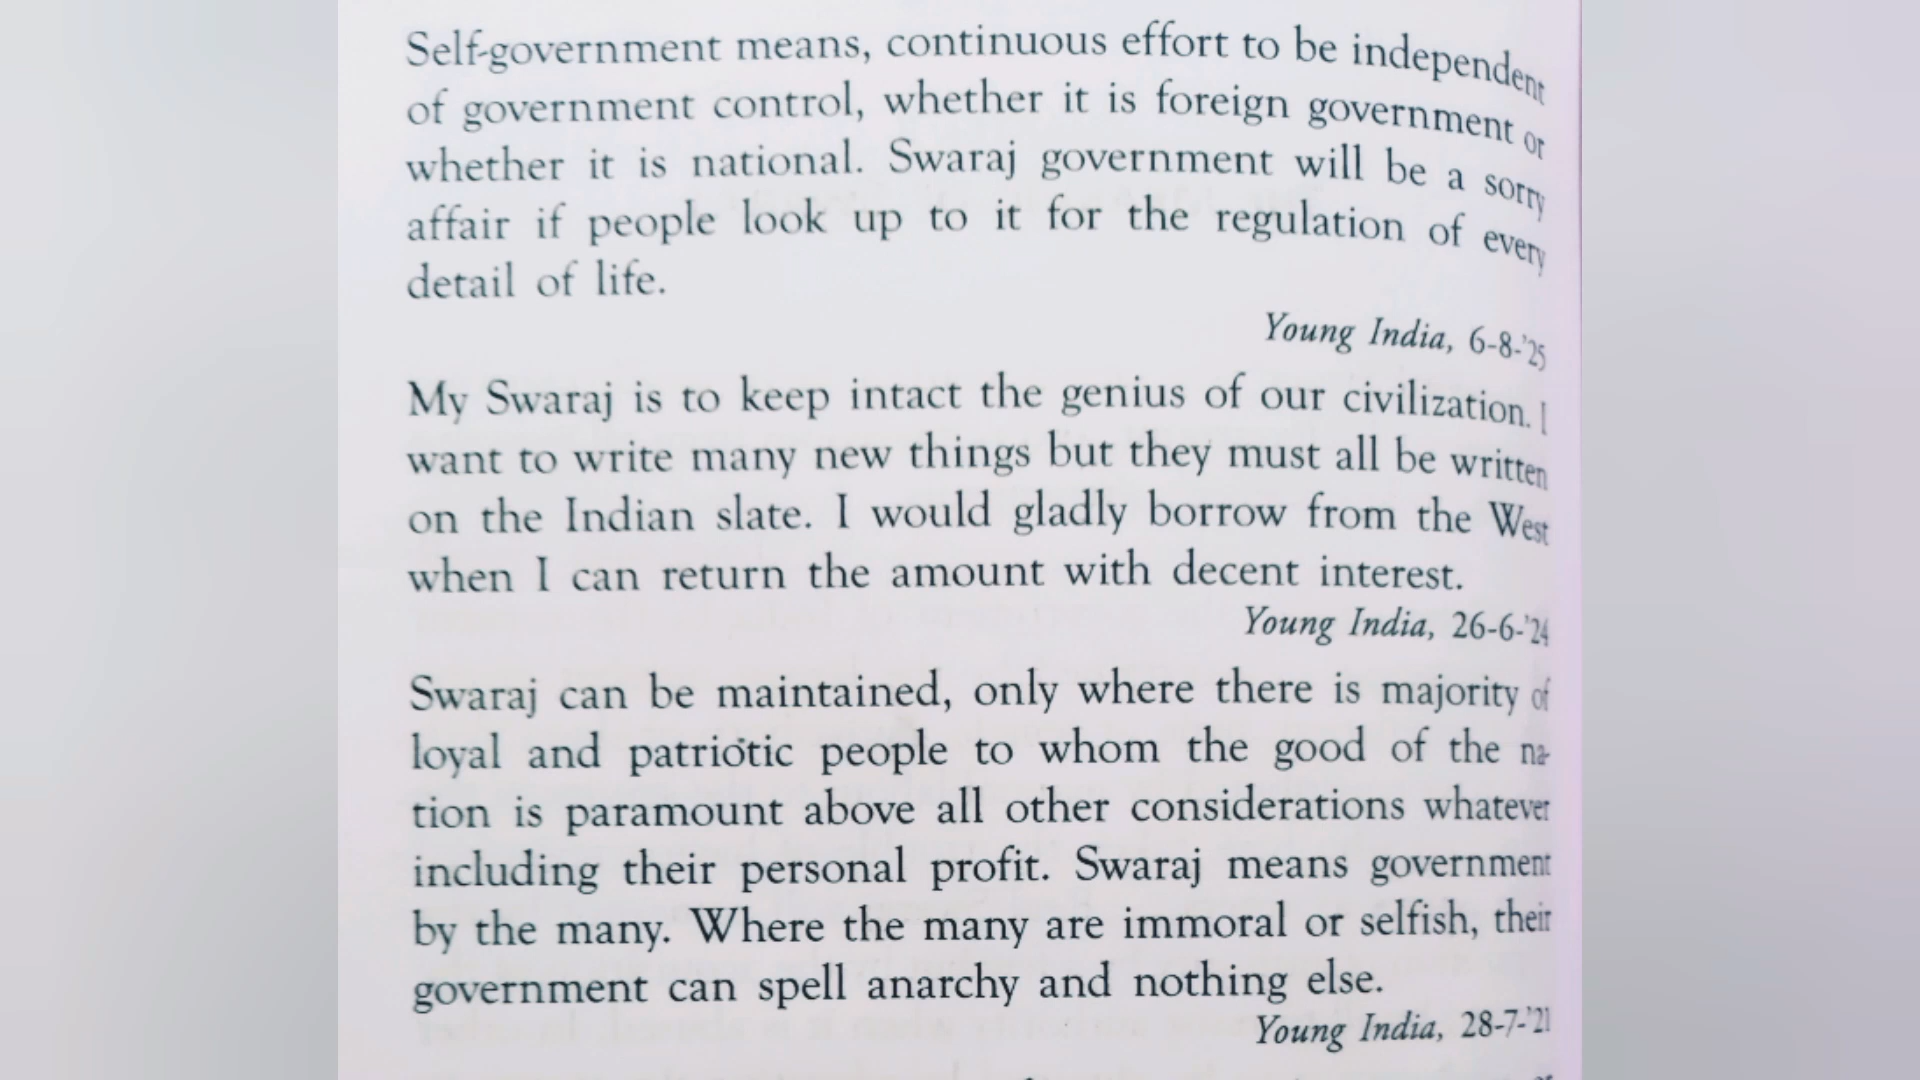 Self-government means, continuous effort to be independent
of government control, whether it is foreign government or
whether it is national. Swaraj government will be a sorry
affair if people look up to it for the regulation of every
detail of life.
Young India, 6-8-'25
My Swaraj is to keep intact the genius of our civilization. I
want to write many new things but they must all be written
on the Indian slate. I would gladly borrow from the West
when I can return the amount with decent interest.
Young India, 26-6-'24
Swaraj can be maintained, only where there is majority of
loyal and patriotic people to whom the good of the na-
tion is paramount above all other considerations whatever
including their personal profit. Swaraj means government
by the many. Where the many are immoral or selfish, their
government can spell anarchy and nothing else.
Young India, 28-7-'21